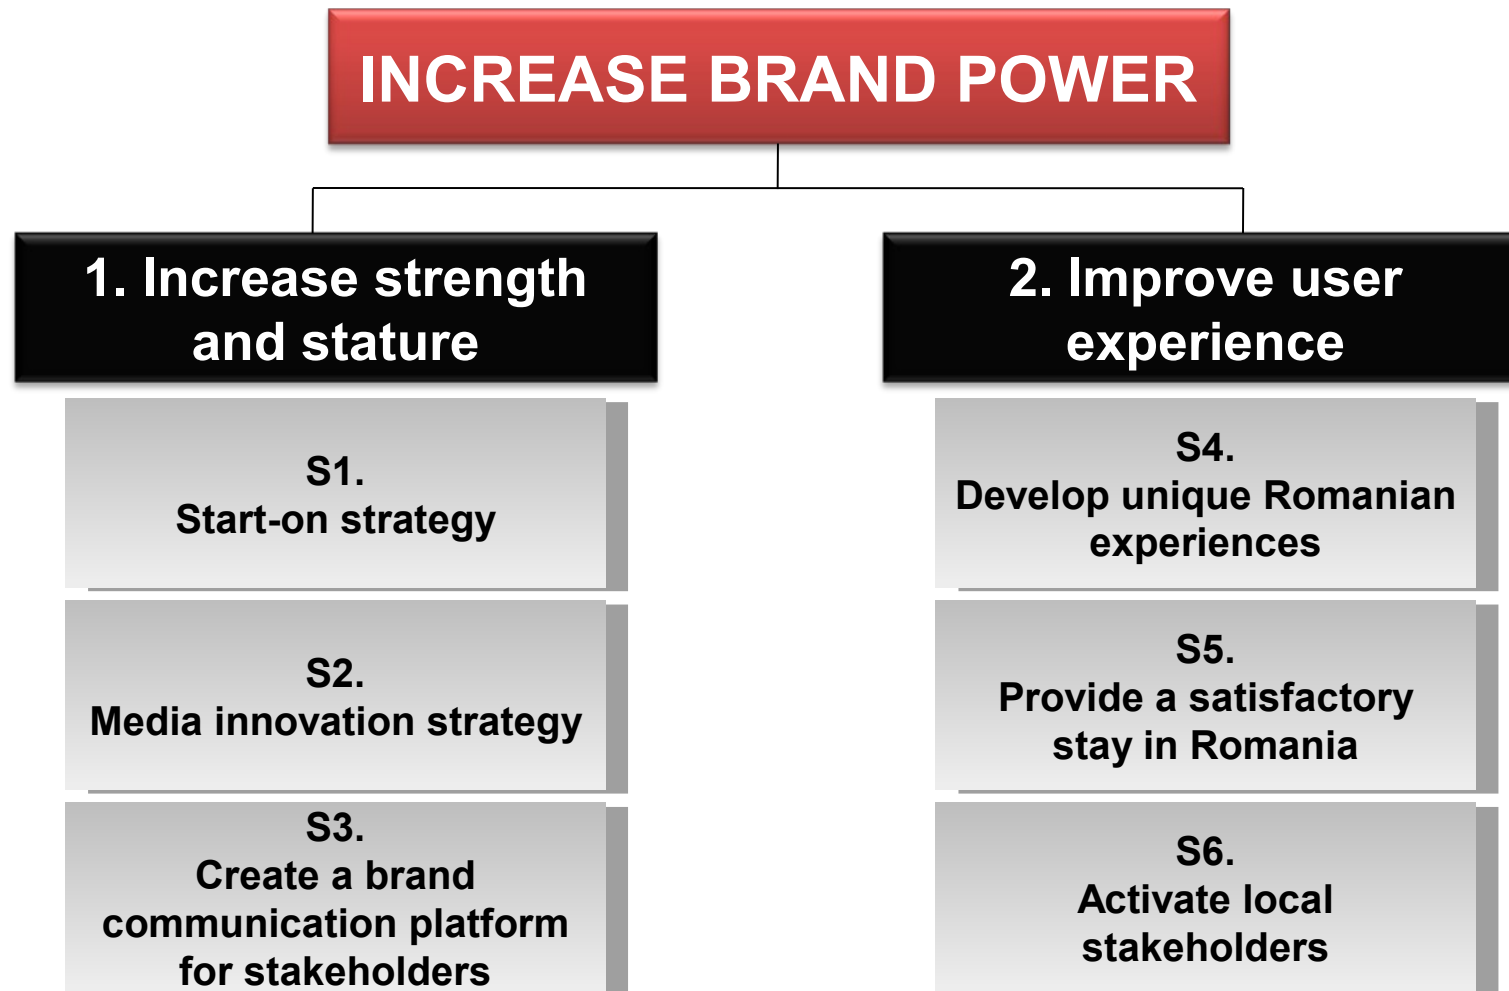 INCREASE BRAND POWER
1. Increase strength
and stature
S1.
Start-on strategy
S2.
Media innovation strategy
S3.
Create a brand
communication platform
for stakeholders
2. Improve user
experience
S4.
Develop unique Romanian
experiences
S5.
Provide a satisfactory
stay in Romania
S6.
Activate local
stakeholders